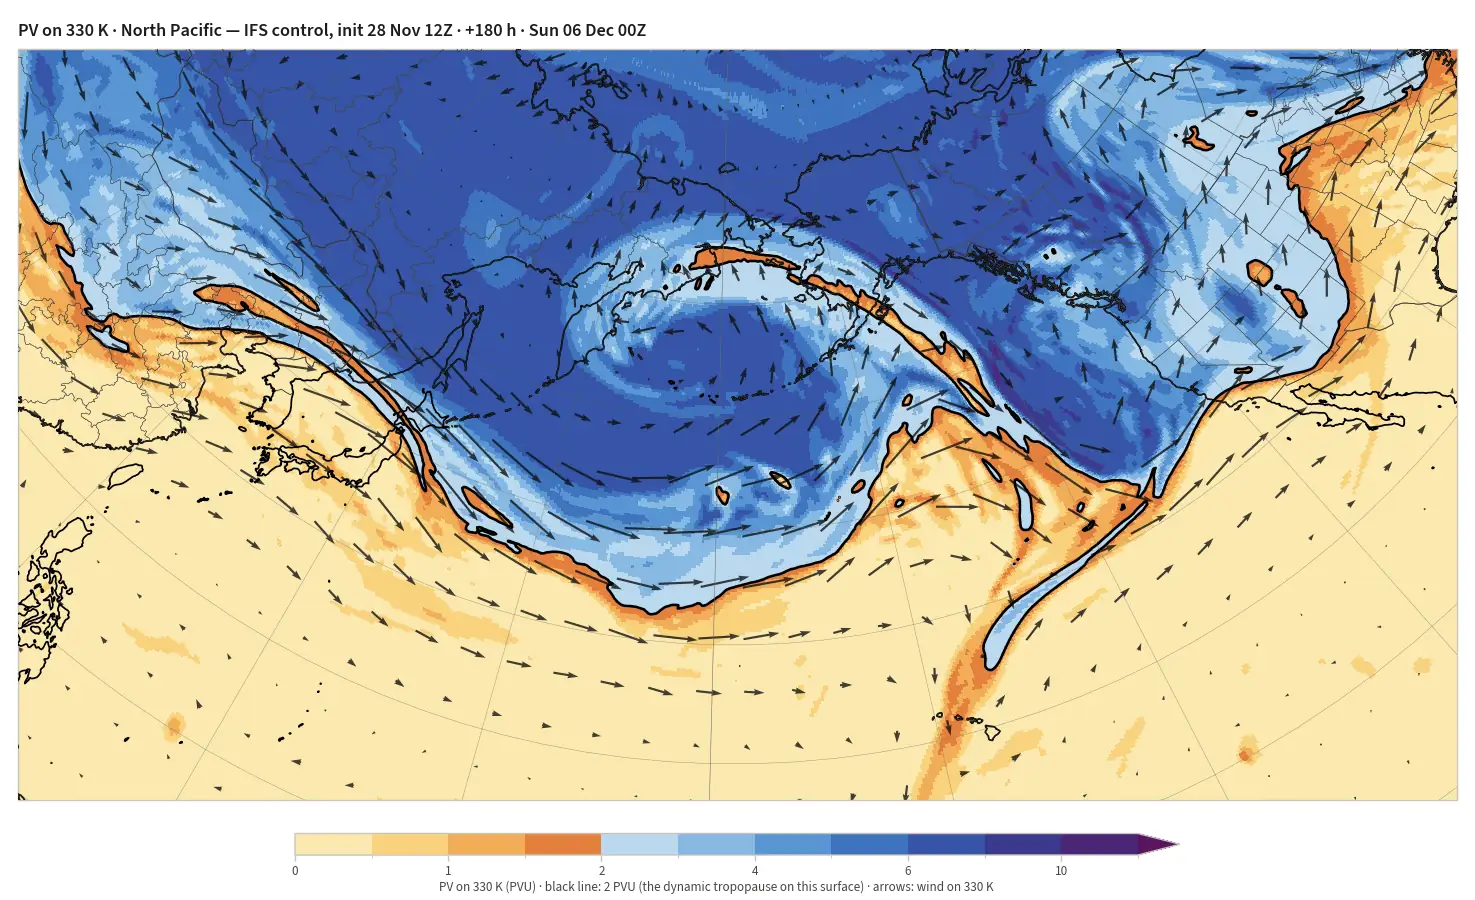 PV on 330 K · North Pacific — IFS control, init 28 Nov 12Z · +180 h · Sun 06 Dec 00Z
0 1 2 4 6 10
PV on 330 K (PVU) · black line: 2 PVU (the dynamic tropopause on this surface) · arrows: wind on 330 K